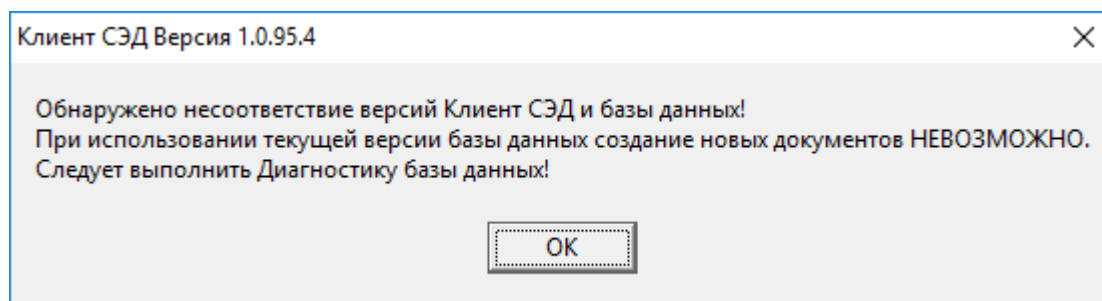 Клиент СЭД Версия 1.0.95.4
Обнаружено несоответствие версий Клиент СЭД и базы данных!
При использовании текущей версии базы данных создание новых документов НЕВОЗМОЖНО.
Следует выполнить Диагностику базы данных!
ОК